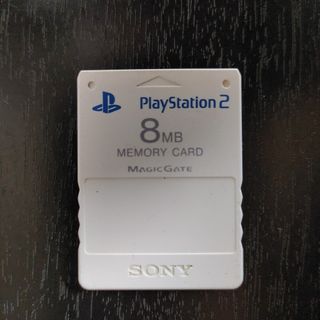 PlayStation 2
8MB
MEMORY CARD
MAGICGATE
SONY